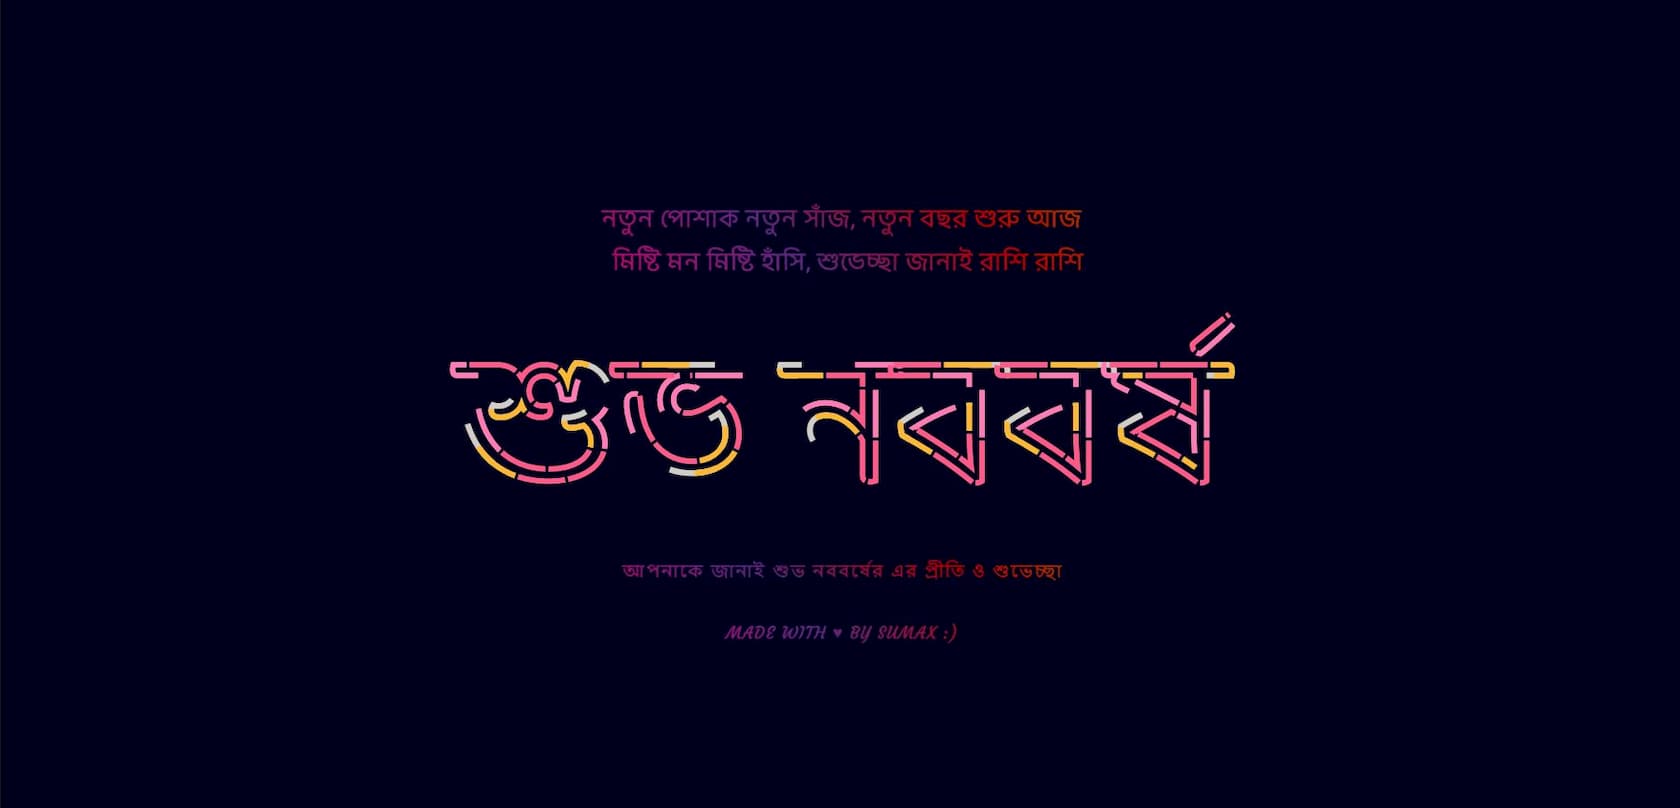 নতুন পোশাক নতুন সাঁজ, নতুন বছর শুরু আজ
মিষ্টি মন মিষ্টি হাঁসি, শুভেচ্ছা জানাই রাশি রাশি
শুভ নববর্ষ
আপনাকে জানাই শুভ নববর্ষের এর প্রীতি ও শুভেচ্ছা
MADE WITH ♥ BY SUMAX :)